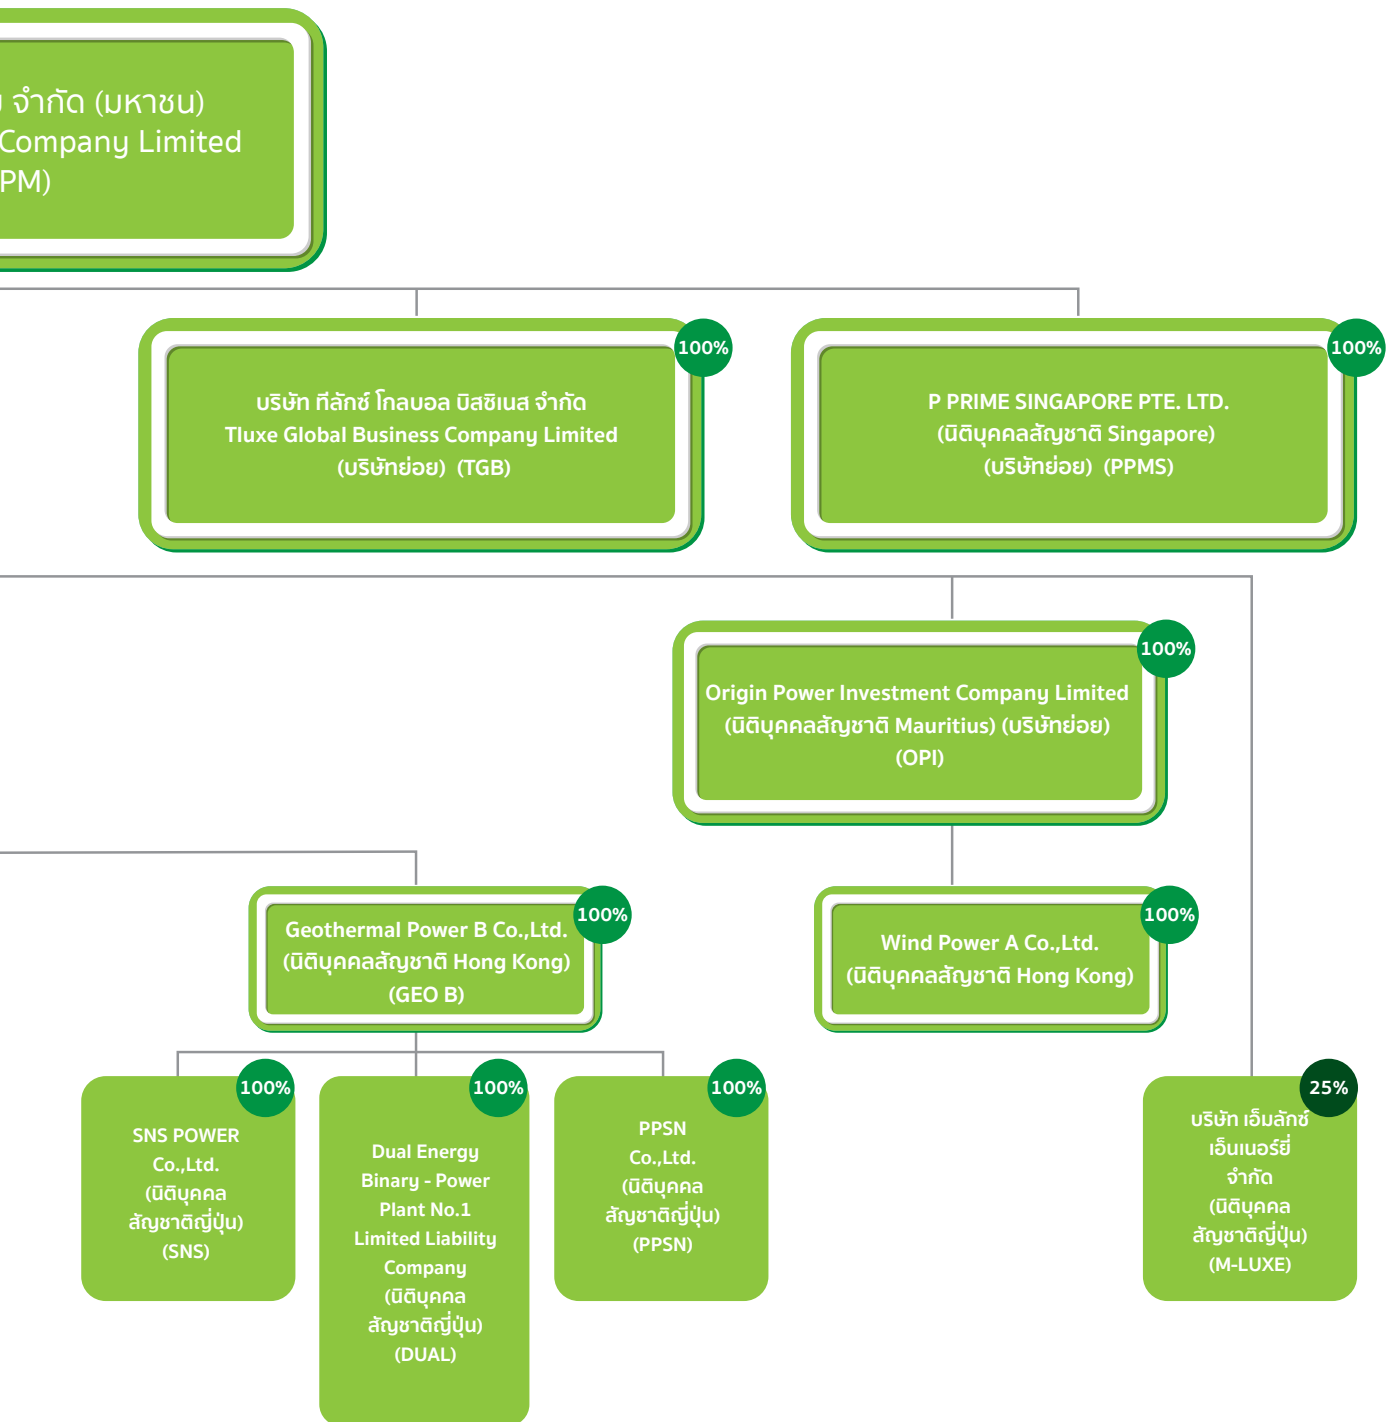 จำกัด (มหาชน)
Company Limited
PM)
100%
บริษัท ทีลักซ์ โกลบอล บิสซิเนส จำกัด
Tluxe Global Business Company Limited
(บริษัทย่อย) (TGB)
100%
P PRIME SINGAPORE PTE. LTD.
(นิติบุคคลสัญชาติ Singapore)
(บริษัทย่อย) (PPMS)
100%
Origin Power Investment Company Limited
(นิติบุคคลสัญชาติ Mauritius) (บริษัทย่อย)
(OPI)
100%
Geothermal Power B Co.,Ltd.
(นิติบุคคลสัญชาติ Hong Kong)
(GEO B)
100%
Wind Power A Co.,Ltd.
(นิติบุคคลสัญชาติ Hong Kong)
100%
SNS POWER
Co.,Ltd.
(นิติบุคคล
สัญชาติญี่ปุ่น)
(SNS)
100%
Dual Energy
Binary - Power
Plant No.1
Limited Liability
Company
(นิติบุคคล
สัญชาติญี่ปุ่น)
(DUAL)
100%
PPSN
Co.,Ltd.
(นิติบุคคล
สัญชาติญี่ปุ่น)
(PPSN)
25%
บริษัท เอ็มลักซ์
เอ็นเนอร์ยี่
จำกัด
(นิติบุคคล
สัญชาติญี่ปุ่น)
(M-LUXE)